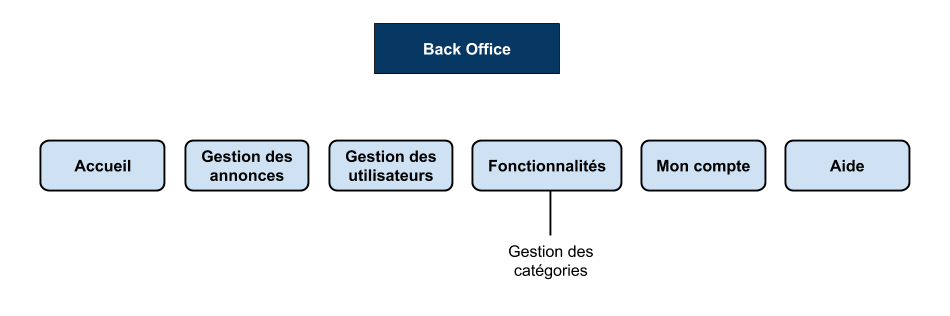 Back Office
Accueil
Gestion des
annonces
Gestion des
utilisateurs
Fonctionnalités
Mon compte
Aide
Gestion des
catégories